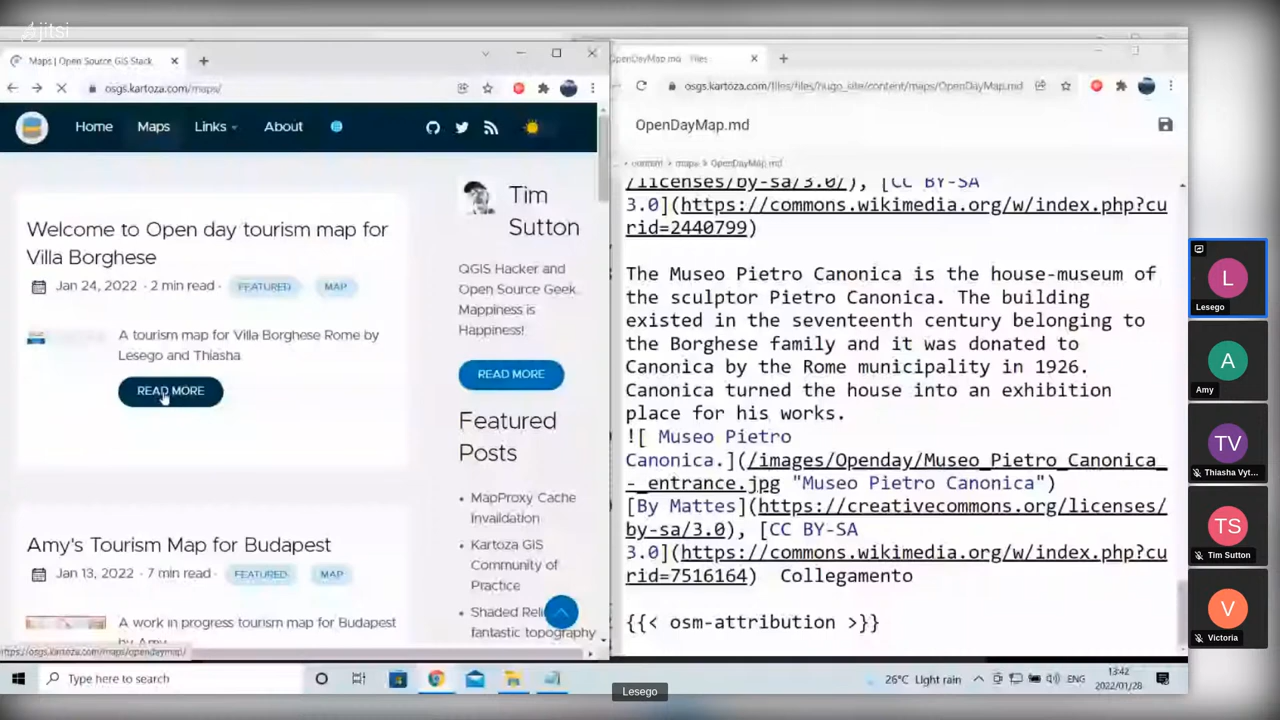 jitsi
Maps | Open Source GIS Stack
osgs.kartoza.com/maps/
Home Maps Links About
Welcome to Open day tourism map for
Villa Borghese
Jan 24, 2022 · 2 min read · FEATURED MAP
A tourism map for Villa Borghese Rome by
Lesego and Thiasha
READ MORE
Amy's Tourism Map for Budapest
Jan 13, 2022 · 7 min read · FEATURED MAP
A work in progress tourism map for Budapest
by Amy
https://osgs.kartoza.com/maps/opendaymap/
Tim
Sutton
QGIS Hacker and
Open Source Geek.
Mappiness is
Happiness!
READ MORE
Featured
Posts
MapProxy Cache
Invaildation
Kartoza GIS
Community of
Practice
Shaded Reli
fantastic topography
OpenDayMap.md - Files
osgs.kartoza.com/files/files/hugo_site/content/maps/OpenDayMap.md
OpenDayMap.md
content > maps > OpenDayMap.md
/licenses/by-sa/3.0/), [CC BY-SA
3.0](https://commons.wikimedia.org/w/index.php?cu
rid=2440799)
The Museo Pietro Canonica is the house-museum of
the sculptor Pietro Canonica. The building
existed in the seventeenth century belonging to
the Borghese family and it was donated to
Canonica by the Rome municipality in 1926.
Canonica turned the house into an exhibition
place for his works.
![ Museo Pietro
Canonica.](/images/Openday/Museo_Pietro_Canonica_
-_entrance.jpg "Museo Pietro Canonica")
[By Mattes](https://creativecommons.org/licenses/
by-sa/3.0), [CC BY-SA
3.0](https://commons.wikimedia.org/w/index.php?cu
rid=7516164) Collegamento
{{< osm-attribution >}}
Type here to search
26°C Light rain
ENG
13:42
2022/01/28
Lesego
L
Lesego
A
Amy
TV
Thiasha Vyt...
TS
Tim Sutton
V
Victoria